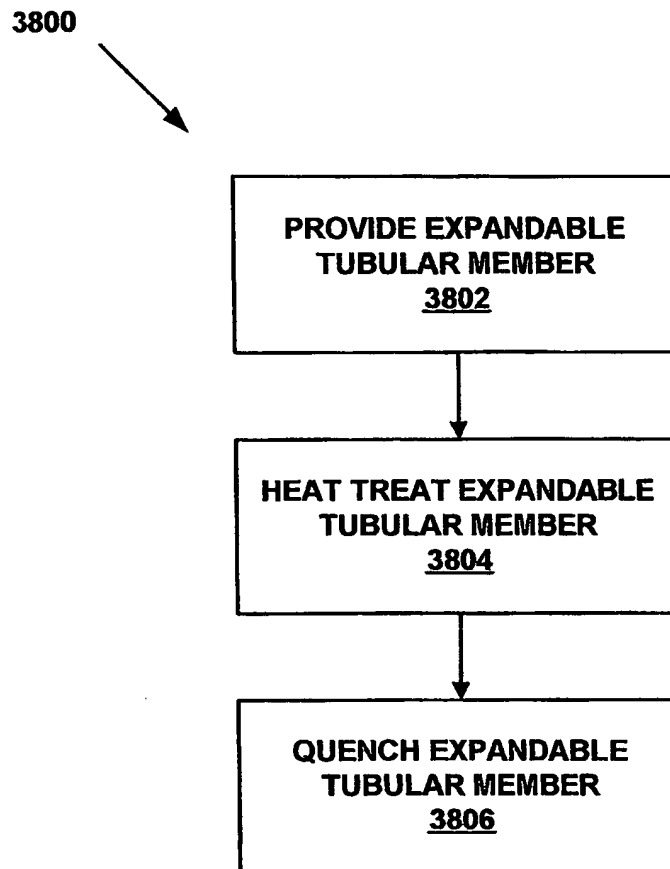 3800
PROVIDE EXPANDABLE
TUBULAR MEMBER
3802
HEAT TREAT EXPANDABLE
TUBULAR MEMBER
3804
QUENCH EXPANDABLE
TUBULAR MEMBER
3806